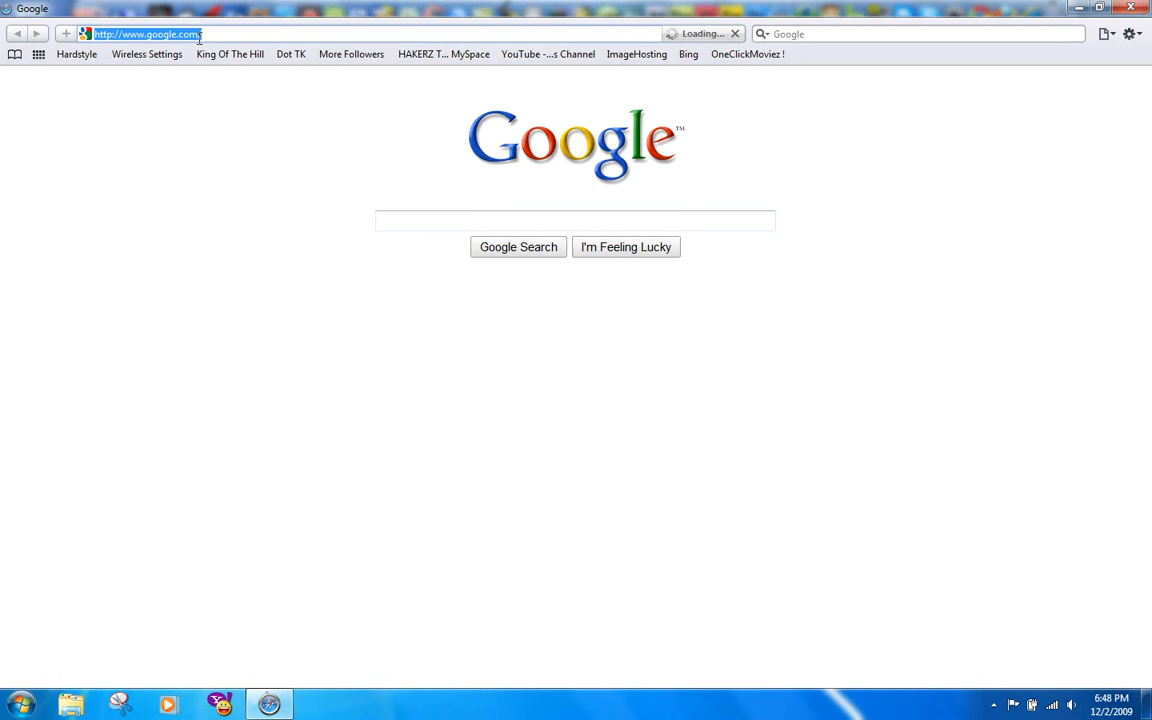 Google
http://www.google.com/
Loading...
Google
Hardstyle
Wireless Settings
King Of The Hill
Dot TK
More Followers
HAKERZ T... MySpace
YouTube -...s Channel
ImageHosting
Bing
OneClickMoviez !
Google™
Google Search
I'm Feeling Lucky
6:48 PM
12/2/2009